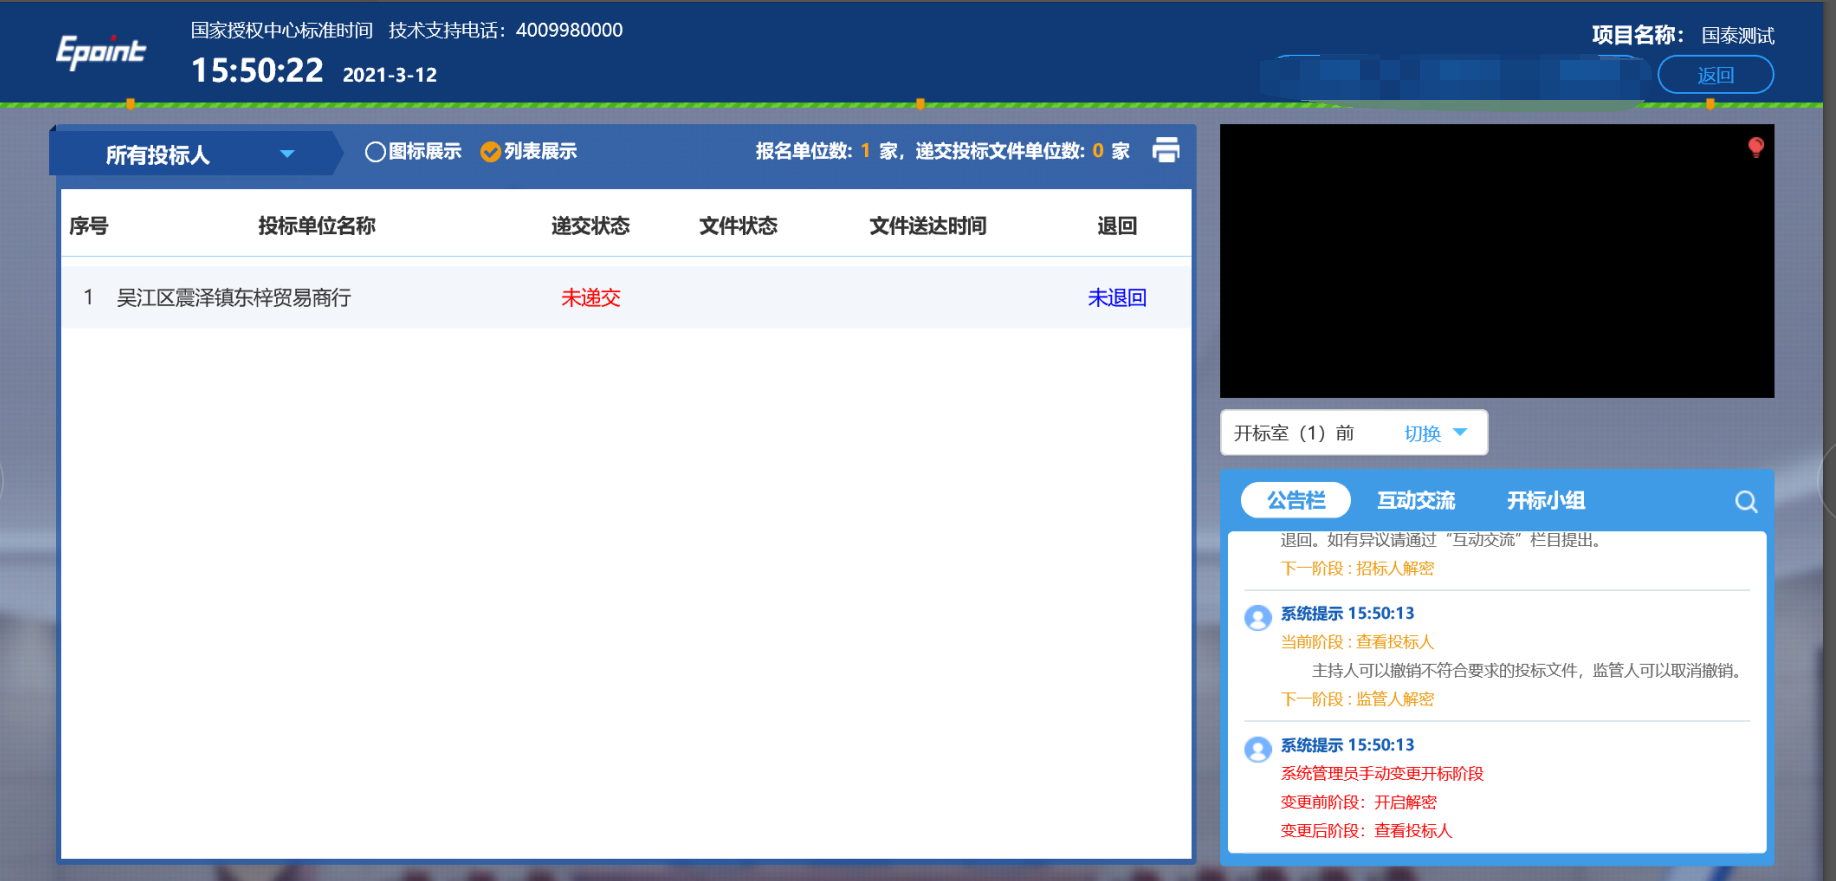 Epoint
国家授权中心标准时间 技术支持电话：4009980000
15:50:22 2021-3-12
项目名称： 国泰测试
返回
所有投标人
图标展示 列表展示
报名单位数: 1 家，递交投标文件单位数: 0 家
序号 投标单位名称 递交状态 文件状态 文件送达时间 退回
1 吴江区震泽镇东梓贸易商行 未递交 未退回
开标室（1）前 切换
公告栏 互动交流 开标小组
退回。如有异议请通过“互动交流”栏目提出。
下一阶段 : 招标人解密
系统提示 15:50:13
当前阶段 : 查看投标人
主持人可以撤销不符合要求的投标文件，监管人可以取消撤销。
下一阶段 : 监管人解密
系统提示 15:50:13
系统管理员手动变更开标阶段
变更前阶段：开启解密
变更后阶段：查看投标人